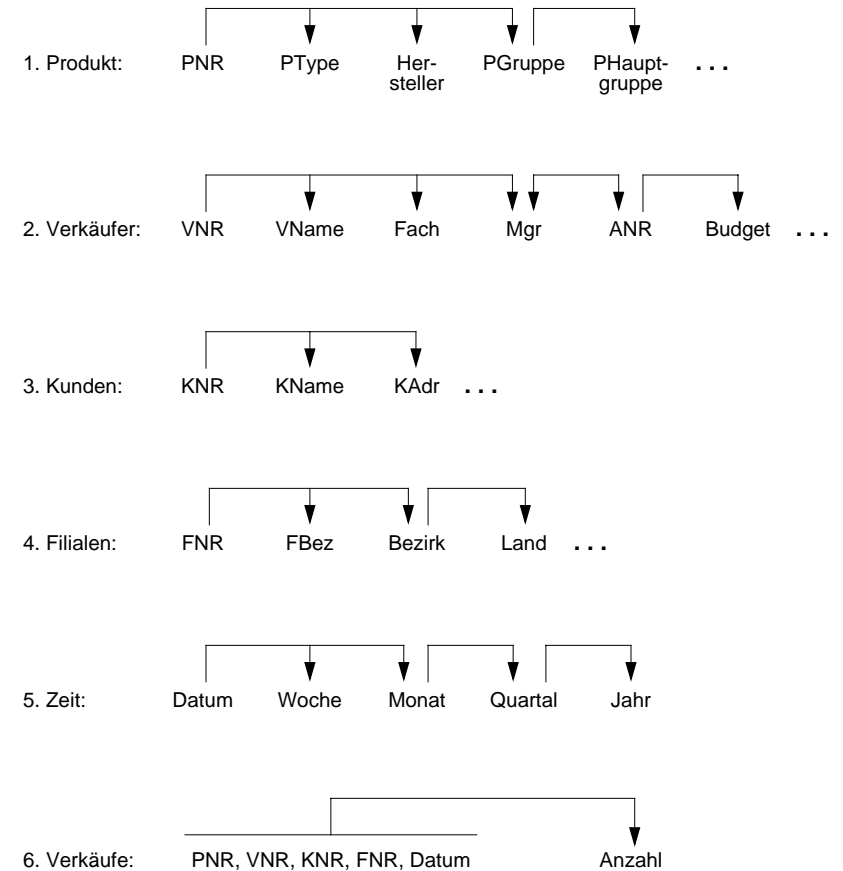 1. Produkt: PNR PType Her- PGruppe PHaupt- ...
steller gruppe
2. Verkäufer: VNR VName Fach Mgr ANR Budget ...
3. Kunden: KNR KName KAdr ...
4. Filialen: FNR FBez Bezirk Land ...
5. Zeit: Datum Woche Monat Quartal Jahr
6. Verkäufe: PNR, VNR, KNR, FNR, Datum Anzahl